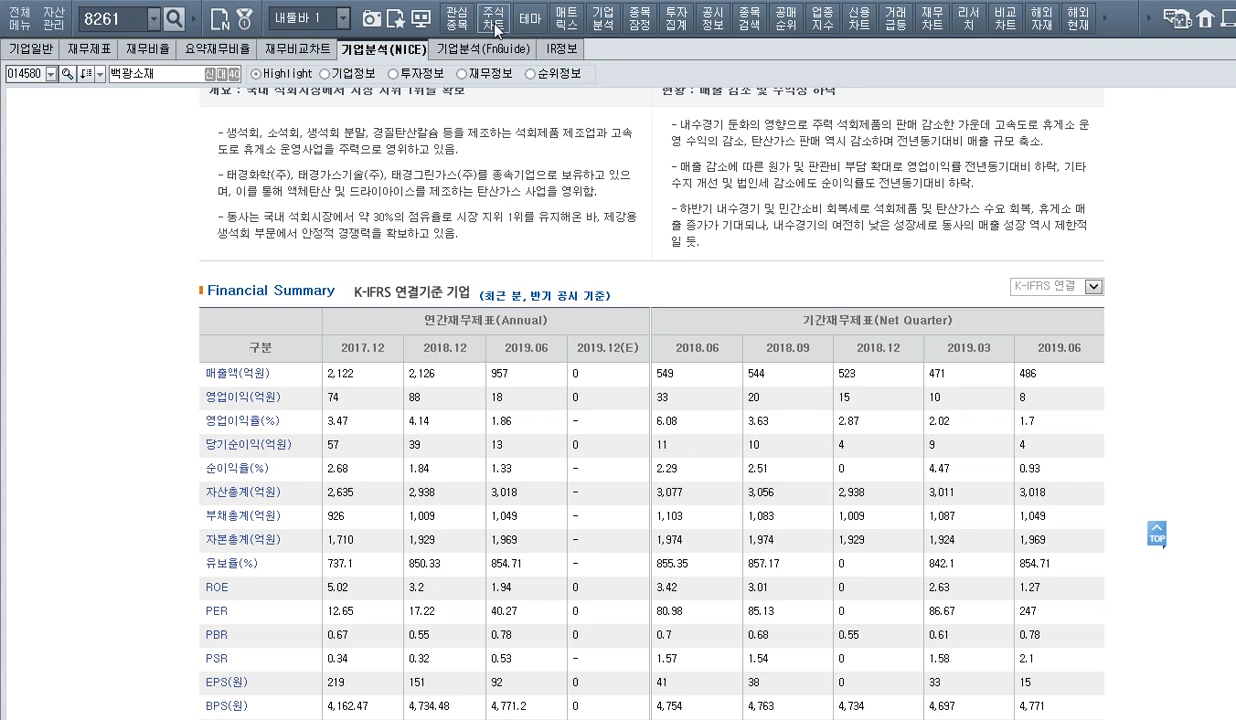 전체 메뉴 자산 관리 8261 내툴바 1 관심 종목 주식 차트 테마 매트 릭스 기업 분석 종목 잠정 투자 집계 공시 정보 종목 검색 공매 순위 업종 지수 신용 차트 거래 급등 재무 차트 리서 치 비교 차트 해외 지재 해외 현재
기업일반 재무제표 재무비율 요약재무비율 재무비교차트 기업분석(NICE) 기업분석(FnGuide) IR정보
014580 백광소재 신 대 40 Highlight 기업정보 투자정보 재무정보 순위정보
개요 : 국내 석회시장에서 시장 지위 1위를 확보
- 생석회, 소석회, 생석회 분말, 경질탄산칼슘 등을 제조하는 석회제품 제조업과 고속
도로 휴게소 운영사업을 주력으로 영위하고 있음.
- 태경화학(주), 태경가스기술(주), 태경그린가스(주)를 종속기업으로 보유하고 있으
며, 이를 통해 액체탄산 및 드라이아이스를 제조하는 탄산가스 사업을 영위함.
- 동사는 국내 석회시장에서 약 30%의 점유율로 시장 지위 1위를 유지해온 바, 제강용
생석회 부문에서 안정적 경쟁력을 확보하고 있음.
현황 : 매출 감소 및 수익성 하락
- 내수경기 둔화의 영향으로 주력 석회제품의 판매 감소한 가운데 고속도로 휴게소 운
영 수익의 감소, 탄산가스 판매 역시 감소하며 전년동기대비 매출 규모 축소.
- 매출 감소에 따른 원가 및 판관비 부담 확대로 영업이익률 전년동기대비 하락, 기타
수지 개선 및 법인세 감소에도 순이익률도 전년동기대비 하락.
- 하반기 내수경기 및 민간소비 회복세로 석회제품 및 탄산가스 수요 회복, 휴게소 매
출 증가가 기대되나, 내수경기의 여전히 낮은 성장세로 동사의 매출 성장 역시 제한적
일 듯.
Financial Summary K-IFRS 연결기준 기업 (최근 분,반기 공시 기준) K-IFRS 연결
연간재무제표(Annual) 기간재무제표(Net Quarter)
구분 2017.12 2018.12 2019.06 2019.12(E) 2018.06 2018.09 2018.12 2019.03 2019.06
매출액(억원) 2,122 2,126 957 0 549 544 523 471 486
영업이익(억원) 74 88 18 0 33 20 15 10 8
영업이익률(%) 3.47 4.14 1.86 - 6.08 3.63 2.87 2.02 1.7
당기순이익(억원) 57 39 13 0 11 10 4 9 4
순이익률(%) 2.68 1.84 1.33 - 2.29 2.51 0 4.47 0.93
자산총계(억원) 2,635 2,938 3,018 - 3,077 3,056 2,938 3,011 3,018
부채총계(억원) 926 1,009 1,049 - 1,103 1,083 1,009 1,087 1,049
자본총계(억원) 1,710 1,929 1,969 - 1,974 1,974 1,929 1,924 1,969
유보율(%) 737.1 850.33 854.71 - 855.35 857.17 0 842.1 854.71
ROE 5.02 3.2 1.94 0 3.42 3.01 0 2.63 1.27
PER 12.65 17.22 40.27 0 80.98 85.13 0 86.67 247
PBR 0.67 0.55 0.78 0 0.7 0.68 0.55 0.61 0.78
PSR 0.34 0.32 0.53 - 1.57 1.54 0 1.58 2.1
EPS(원) 219 151 92 0 41 38 0 33 15
BPS(원) 4,162.47 4,734.48 4,771.2 0 4,754 4,763 4,734 4,697 4,771
TOP